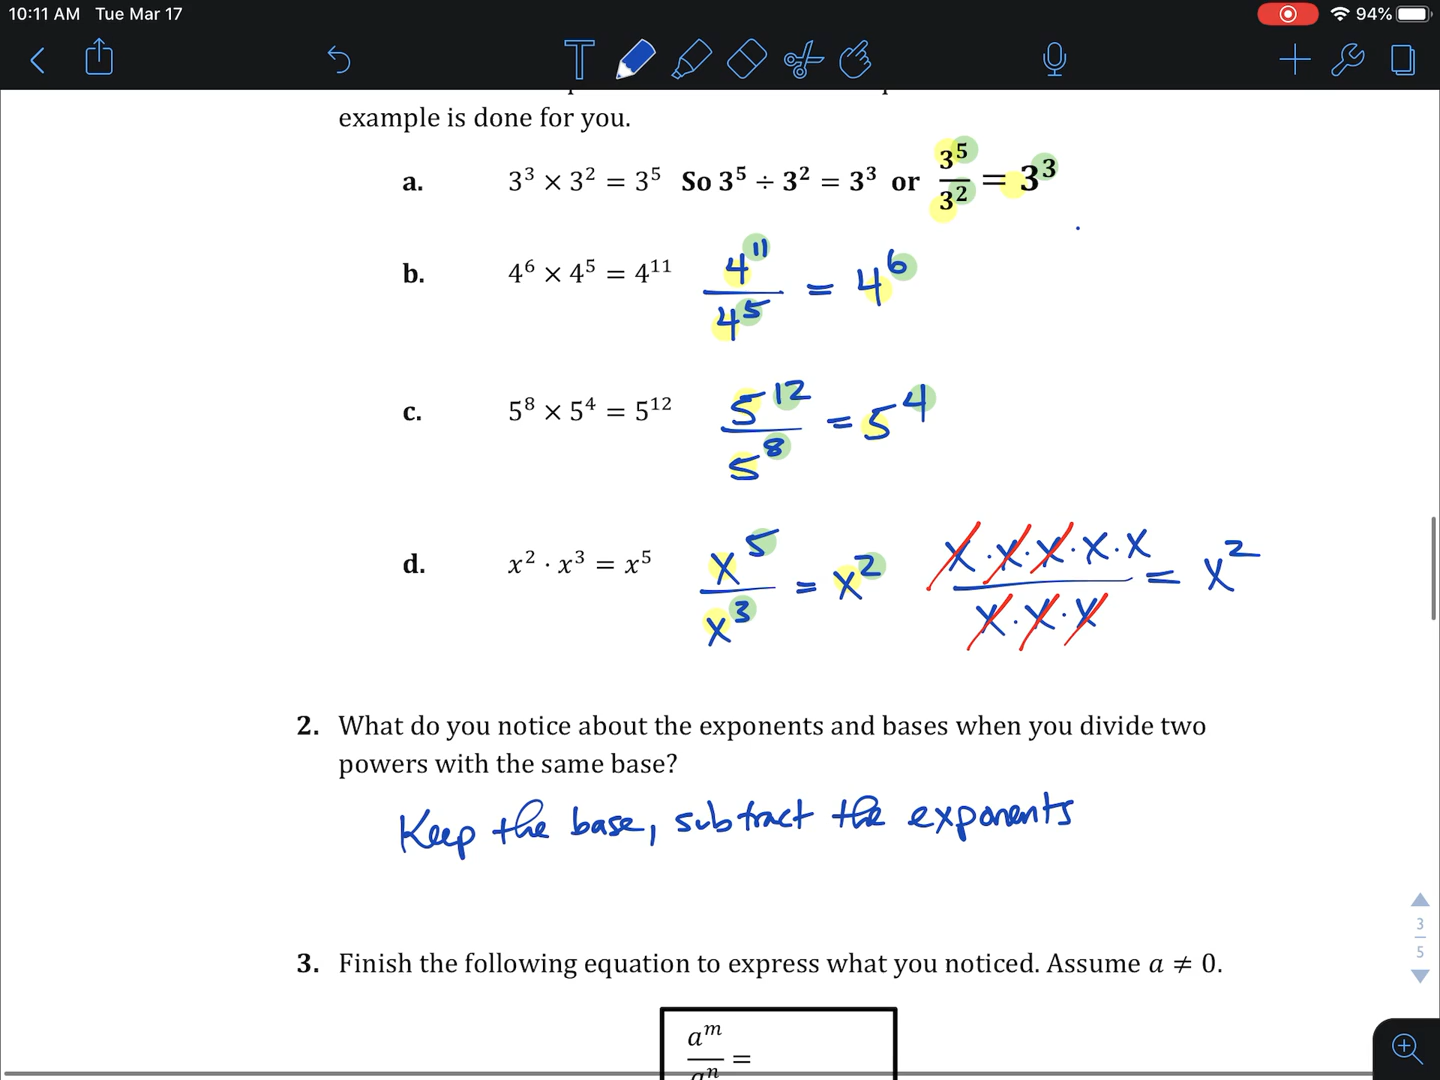 10:11 AM Tue Mar 17 94%
T
example is done for you.
a. 3³ × 3² = 3⁵ So 3⁵ ÷ 3² = 3³ or 3⁵/3² = 3³
b. 4⁶ × 4⁵ = 4¹¹ 4¹¹/4⁵ = 4⁶
c. 5⁸ × 5⁴ = 5¹² 5¹²/5⁸ = 5⁴
d. x² · x³ = x⁵ x⁵/x³ = x² x·x·x·x·x/x·x·x = x²
2. What do you notice about the exponents and bases when you divide two
powers with the same base?
Keep the base, subtract the exponents
3
5
3. Finish the following equation to express what you noticed. Assume a ≠ 0.
aᵐ/aⁿ =